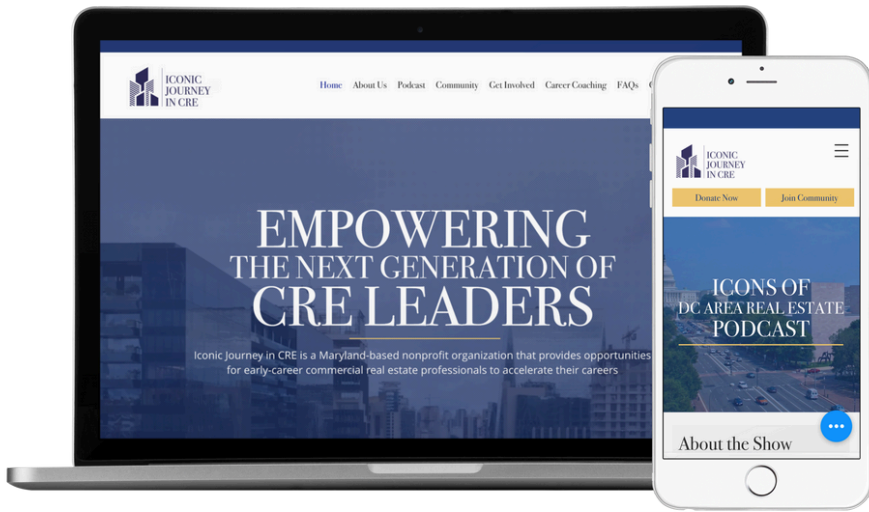 ICONIC
JOURNEY
IN CRE
Home About Us Podcast Community Get Involved Career Coaching FAQs
EMPOWERING
THE NEXT GENERATION OF
CRE LEADERS
Iconic Journey in CRE is a Maryland-based nonprofit organization that provides opportunities
for early-career commercial real estate professionals to accelerate their careers
ICONIC
JOURNEY
IN CRE
Donate Now Join Community
ICONS OF
DC AREA REAL ESTATE
PODCAST
About the Show